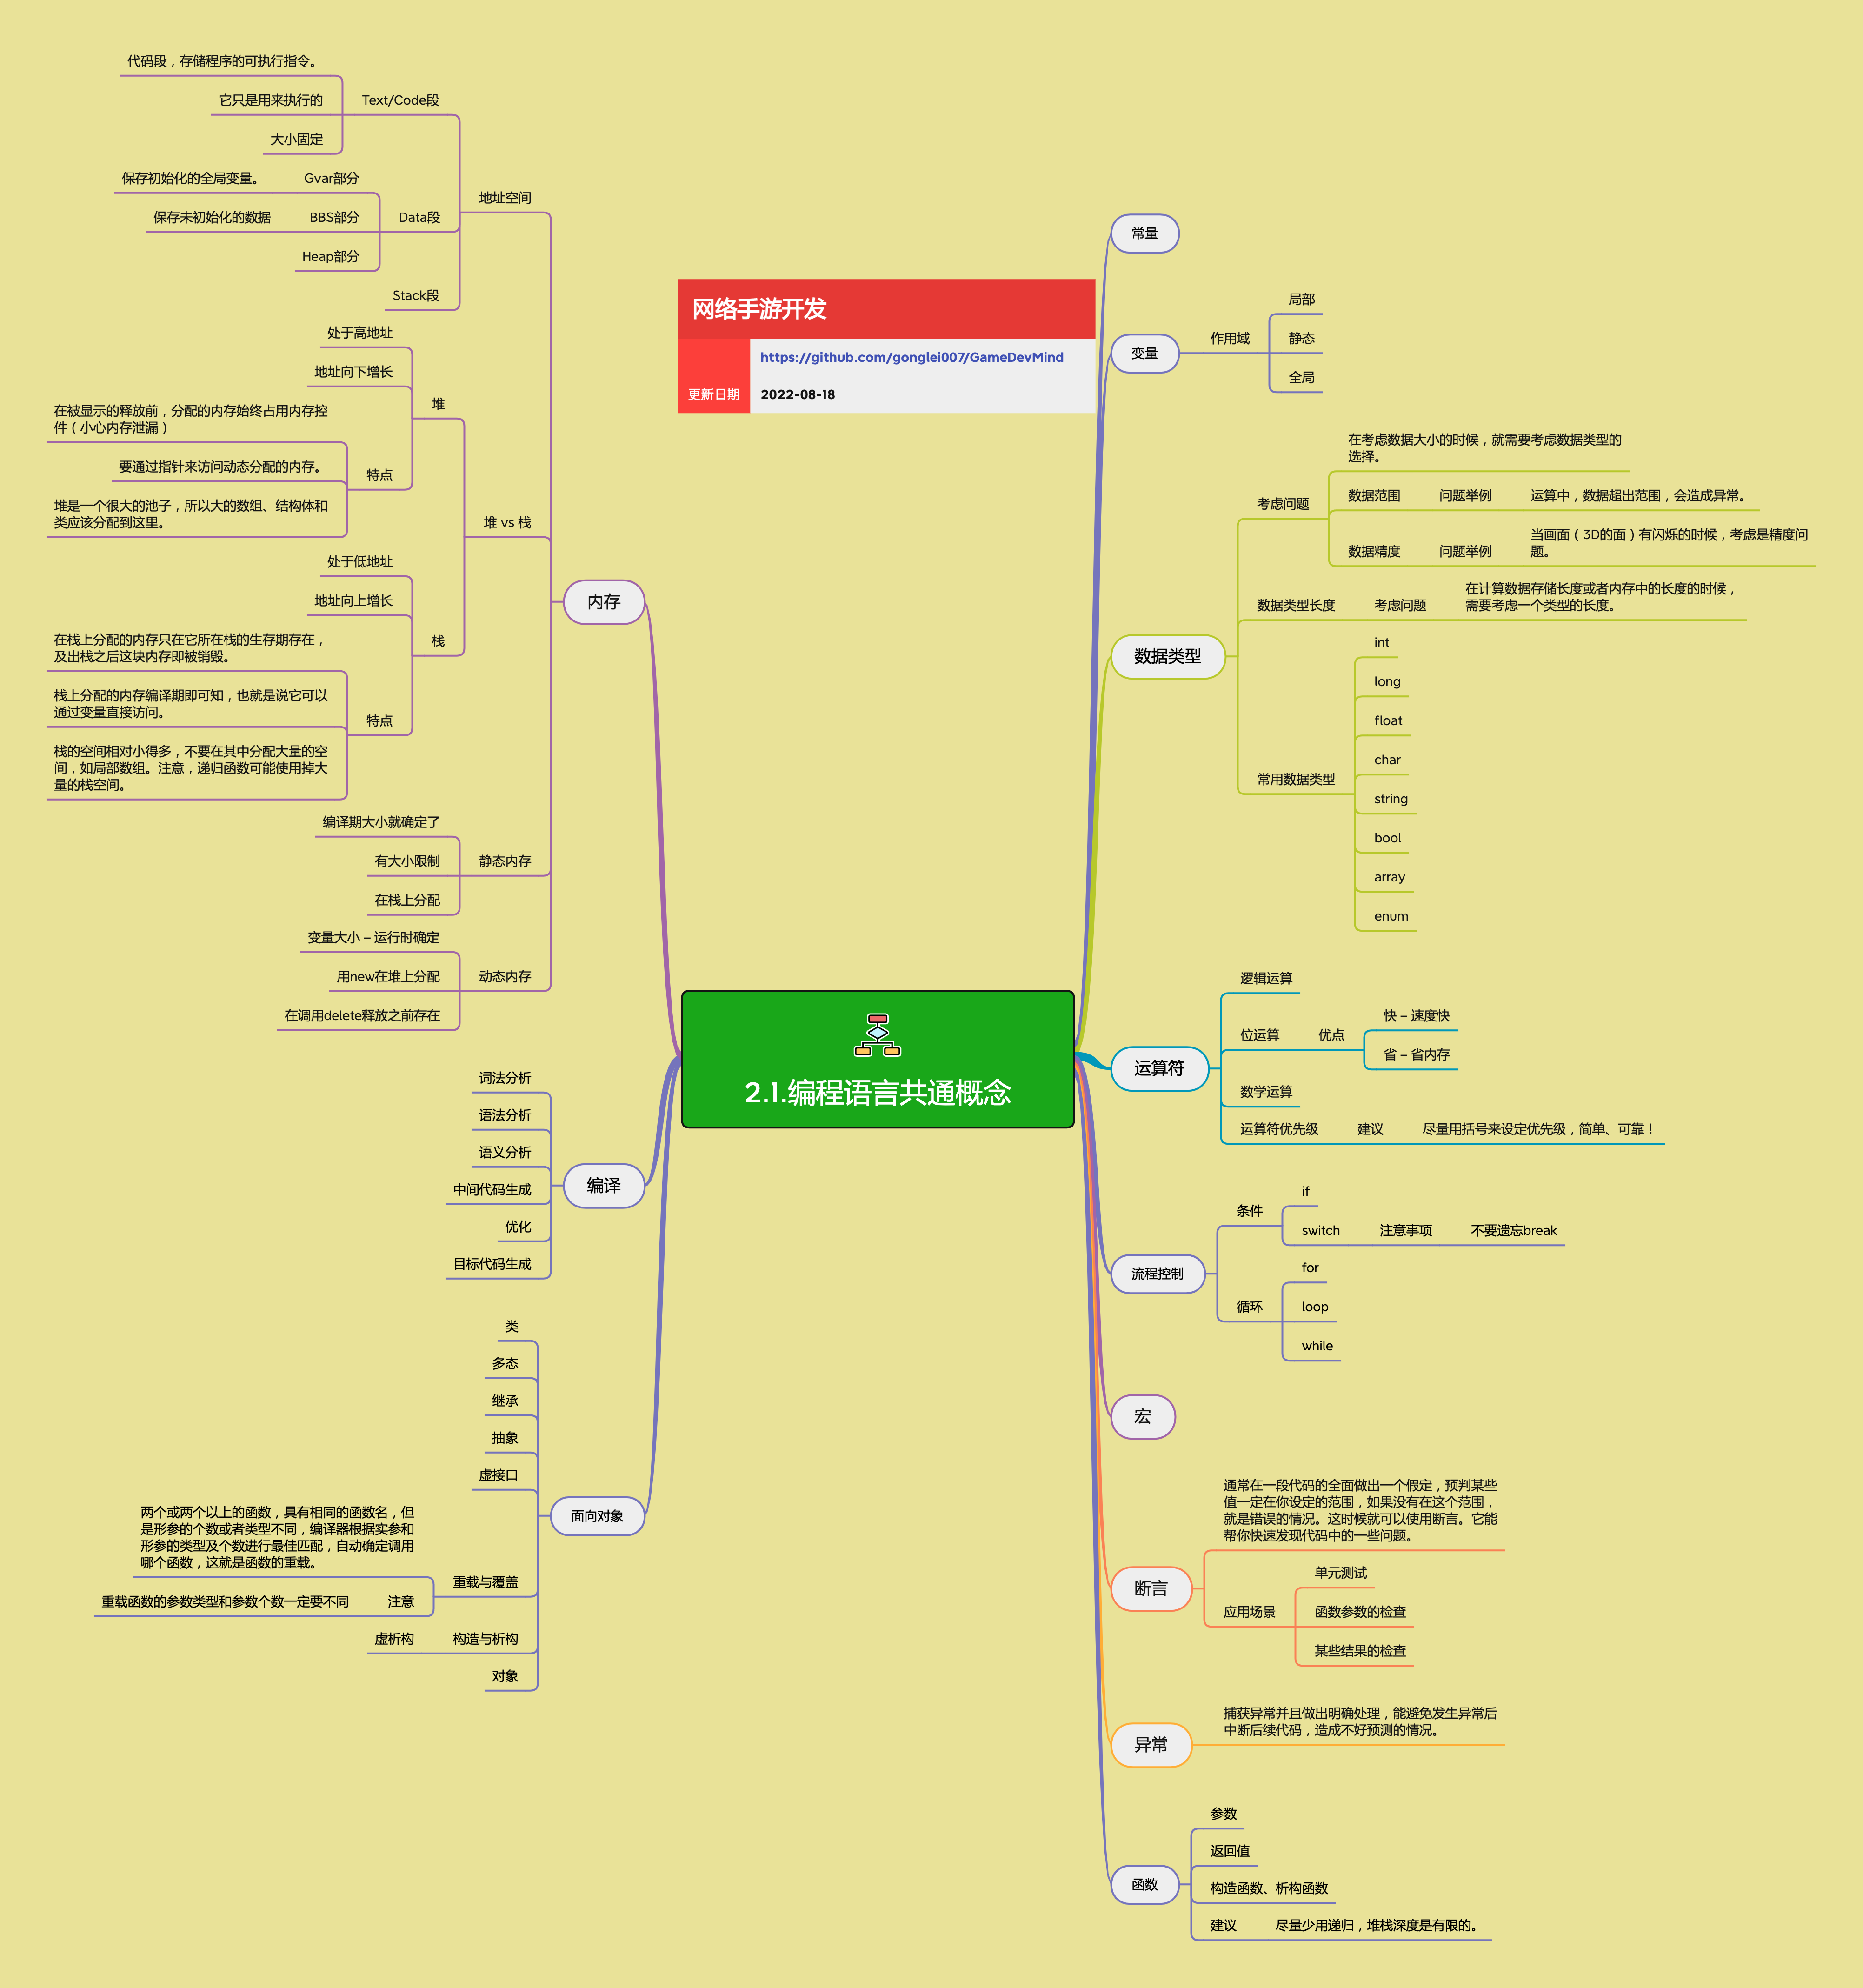 网络手游开发
https://github.com/gonglei007/GameDevMind
更新日期
2022-08-18
2.1.编程语言共通概念
常量
变量
作用域
局部
静态
全局
数据类型
考虑问题
在考虑数据大小的时候，就需要考虑数据类型的
选择。
数据范围
问题举例
运算中，数据超出范围，会造成异常。
数据精度
问题举例
当画面（3D的面）有闪烁的时候，考虑是精度问
题。
数据类型长度
考虑问题
在计算数据存储长度或者内存中的长度的时候，
需要考虑一个类型的长度。
常用数据类型
int
long
float
char
string
bool
array
enum
运算符
逻辑运算
位运算
优点
快 – 速度快
省 – 省内存
数学运算
运算符优先级
建议
尽量用括号来设定优先级，简单、可靠！
流程控制
条件
if
switch
注意事项
不要遗忘break
循环
for
loop
while
宏
断言
通常在一段代码的全面做出一个假定，预判某些
值一定在你设定的范围，如果没有在这个范围，
就是错误的情况。这时候就可以使用断言。它能
帮你快速发现代码中的一些问题。
应用场景
单元测试
函数参数的检查
某些结果的检查
异常
捕获异常并且做出明确处理，能避免发生异常后
中断后续代码，造成不好预测的情况。
函数
参数
返回值
构造函数、析构函数
建议
尽量少用递归，堆栈深度是有限的。
内存
地址空间
Text/Code段
代码段，存储程序的可执行指令。
它只是用来执行的
大小固定
Data段
Gvar部分
保存初始化的全局变量。
BBS部分
保存未初始化的数据
Heap部分
Stack段
堆 vs 栈
堆
处于高地址
地址向下增长
特点
在被显示的释放前，分配的内存始终占用内存控
件（小心内存泄漏）
要通过指针来访问动态分配的内存。
堆是一个很大的池子，所以大的数组、结构体和
类应该分配到这里。
栈
处于低地址
地址向上增长
特点
在栈上分配的内存只在它所在栈的生存期存在，
及出栈之后这块内存即被销毁。
栈上分配的内存编译期即可知，也就是说它可以
通过变量直接访问。
栈的空间相对小得多，不要在其中分配大量的空
间，如局部数组。注意，递归函数可能使用掉大
量的栈空间。
静态内存
编译期大小就确定了
有大小限制
在栈上分配
动态内存
变量大小 – 运行时确定
用new在堆上分配
在调用delete释放之前存在
编译
词法分析
语法分析
语义分析
中间代码生成
优化
目标代码生成
面向对象
类
多态
继承
抽象
虚接口
重载与覆盖
两个或两个以上的函数，具有相同的函数名，但
是形参的个数或者类型不同，编译器根据实参和
形参的类型及个数进行最佳匹配，自动确定调用
哪个函数，这就是函数的重载。
注意
重载函数的参数类型和参数个数一定要不同
构造与析构
虚析构
对象